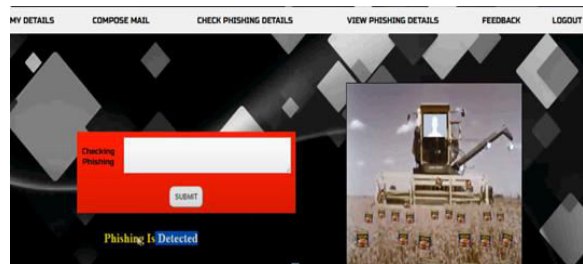 MY DETAILS COMPOSE MAIL CHECK PHISHING DETAILS VIEW PHISHING DETAILS FEEDBACK LOGOUT
Checking
Phishing
SUBMIT
Phishing Is Detected